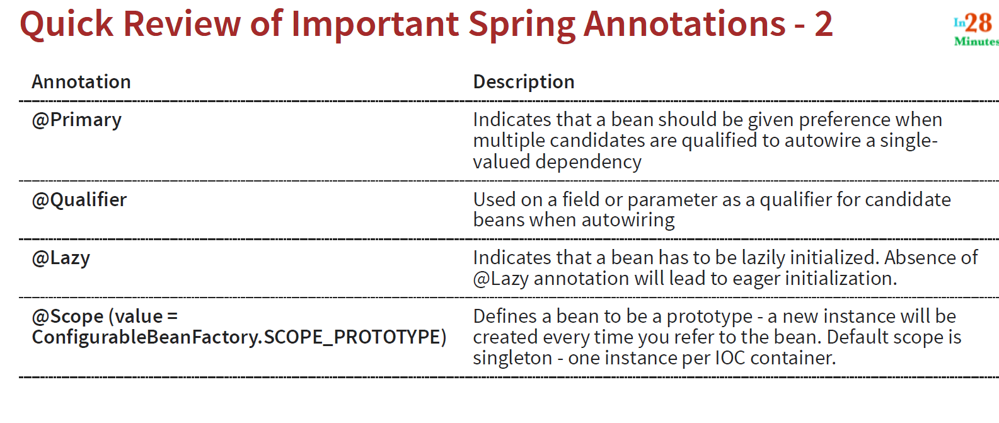 Quick Review of Important Spring Annotations - 2
In28
Minutes
Annotation
Description
@Primary
Indicates that a bean should be given preference when
multiple candidates are qualified to autowire a single-
valued dependency
@Qualifier
Used on a field or parameter as a qualifier for candidate
beans when autowiring
@Lazy
Indicates that a bean has to be lazily initialized. Absence of
@Lazy annotation will lead to eager initialization.
@Scope (value =
ConfigurableBeanFactory.SCOPE_PROTOTYPE)
Defines a bean to be a prototype - a new instance will be
created every time you refer to the bean. Default scope is
singleton - one instance per IOC container.